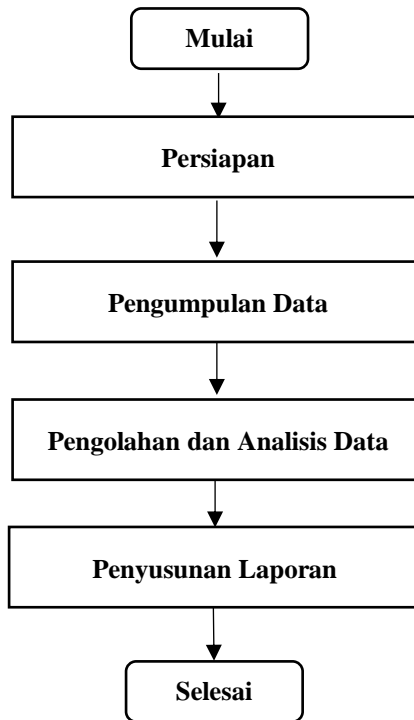 Mulai
Persiapan
Pengumpulan Data
Pengolahan dan Analisis Data
Penyusunan Laporan
Selesai